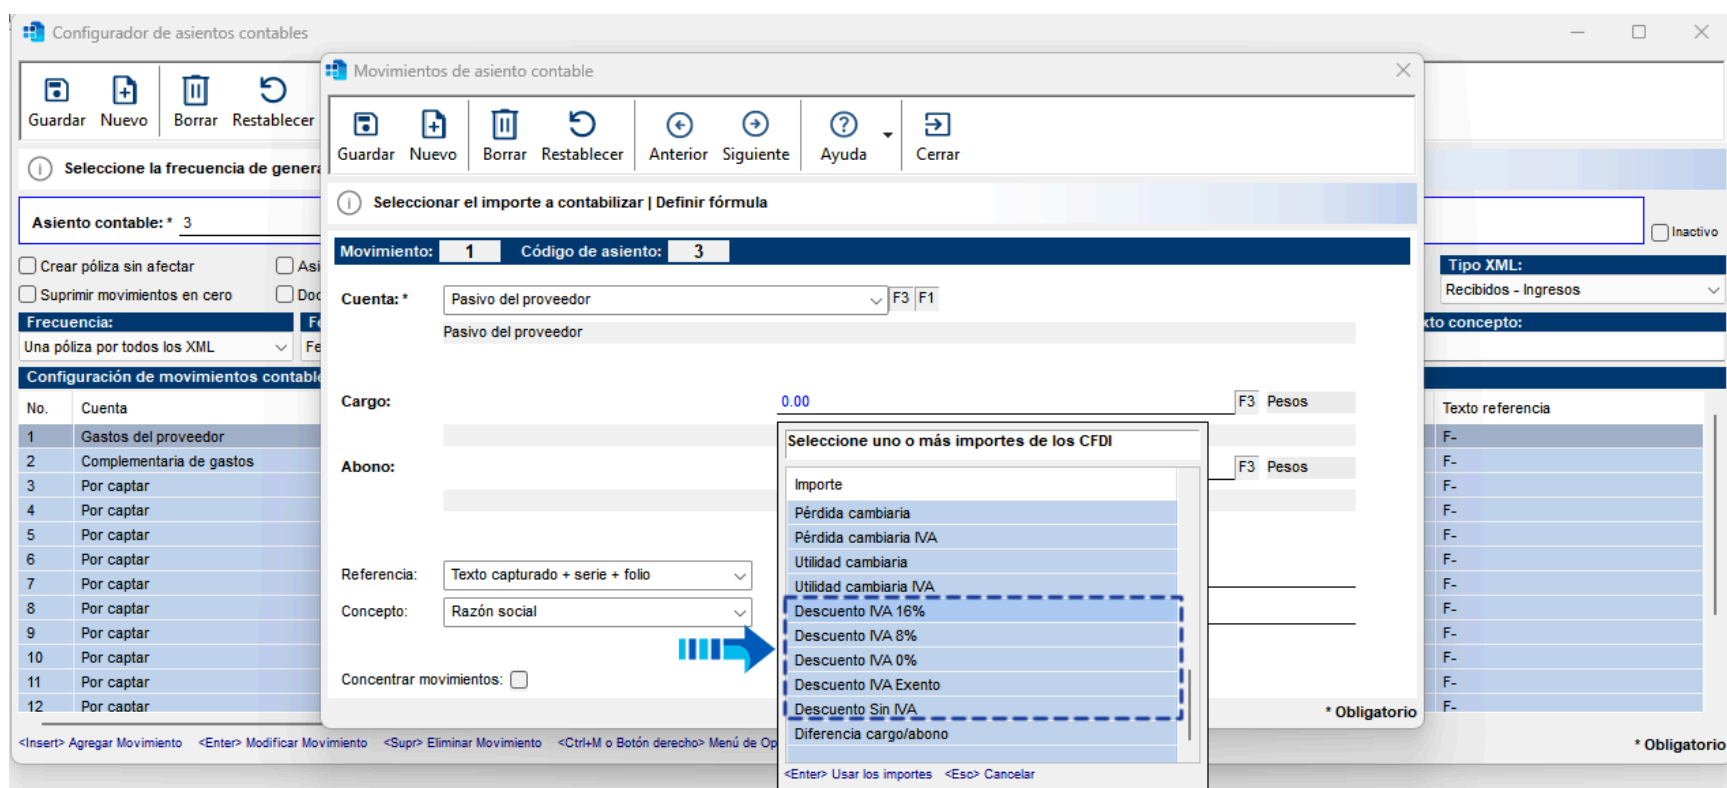 Configurador de asientos contables
Guardar
Nuevo
Borrar
Restablecer
Seleccione la frecuencia de genera
Asiento contable: * 3
Inactivo
Crear póliza sin afectar
Asi
Suprimir movimientos en cero
Doc
Tipo XML:
Recibidos - Ingresos
Frecuencia:
Fe
xto concepto:
Una póliza por todos los XML
Fe
Configuración de movimientos contable
No.
Cuenta
Texto referencia
1 Gastos del proveedor F-
2 Complementaria de gastos F-
3 Por captar F-
4 Por captar F-
5 Por captar F-
6 Por captar F-
7 Por captar F-
8 Por captar F-
9 Por captar F-
10 Por captar F-
11 Por captar F-
12 Por captar F-
<Insert> Agregar Movimiento <Enter> Modificar Movimiento <Supr> Eliminar Movimiento <Ctrl+M o Botón derecho> Menú de Op
* Obligatorio
Movimientos de asiento contable
Guardar
Nuevo
Borrar
Restablecer
Anterior
Siguiente
Ayuda
Cerrar
Seleccionar el importe a contabilizar | Definir fórmula
Movimiento: 1 Código de asiento: 3
Cuenta: * Pasivo del proveedor F3 F1
Pasivo del proveedor
Cargo: 0.00 F3 Pesos
Abono: F3 Pesos
Referencia: Texto capturado + serie + folio
Concepto: Razón social
Concentrar movimientos:
* Obligatorio
Seleccione uno o más importes de los CFDI
Importe
Pérdida cambiaria
Pérdida cambiaria IVA
Utilidad cambiaria
Utilidad cambiaria IVA
Descuento IVA 16%
Descuento IVA 8%
Descuento IVA 0%
Descuento IVA Exento
Descuento Sin IVA
Diferencia cargo/abono
<Enter> Usar los importes <Esc> Cancelar